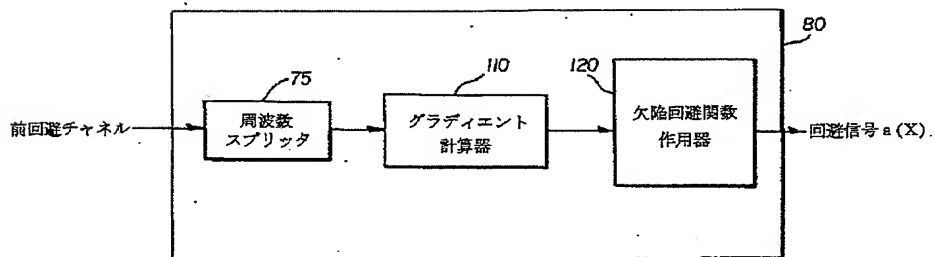 80
75
110
120
前回避チャネル
周波数
スプリッタ
グラディエント
計算器
欠陥回避関数
作用器
回避信号 a (X)